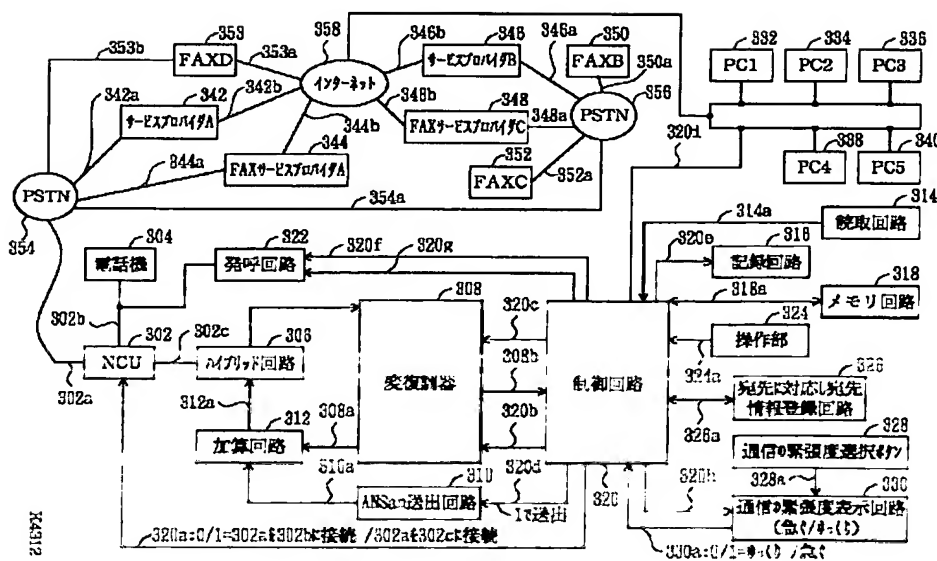 353b
353
FAXD
353a
358
インターネット
346b
346
サービスプロバイダB
346a
350
FAXB
350a
332
PC1
334
PC2
336
PC3
342a
342
342b
サービスプロバイダA
348b
348
FAXサービスプロバイダC
348a
356
PSTN
344a
344b
344
FAXサービスプロバイダA
352
FAXC
352a
320i
338
PC4
340
PC5
PSTN
354
354a
314
読取回路
314a
304
電話機
322
発呼回路
320f
320g
320e
316
記録回路
318a
318
メモリ回路
302b
302
NCU
302c
302a
306
ハイブリッド回路
308
変復調器
320c
308b
320b
制御回路
324
操作部
324a
326
宛先に対応し宛先
情報登録回路
326a
312a
312
加算回路
308a
310a
310
ANSam送出回路
320d
1で送出
320
320h
328
通信の緊張度選択ボタン
328a
330
通信の緊張度表示回路
(急ぐ/ゆっくり)
320a:0/1=302aを302bに接続/302aを302cに接続
330a:0/1=ゆっくり/急ぐ
K4312